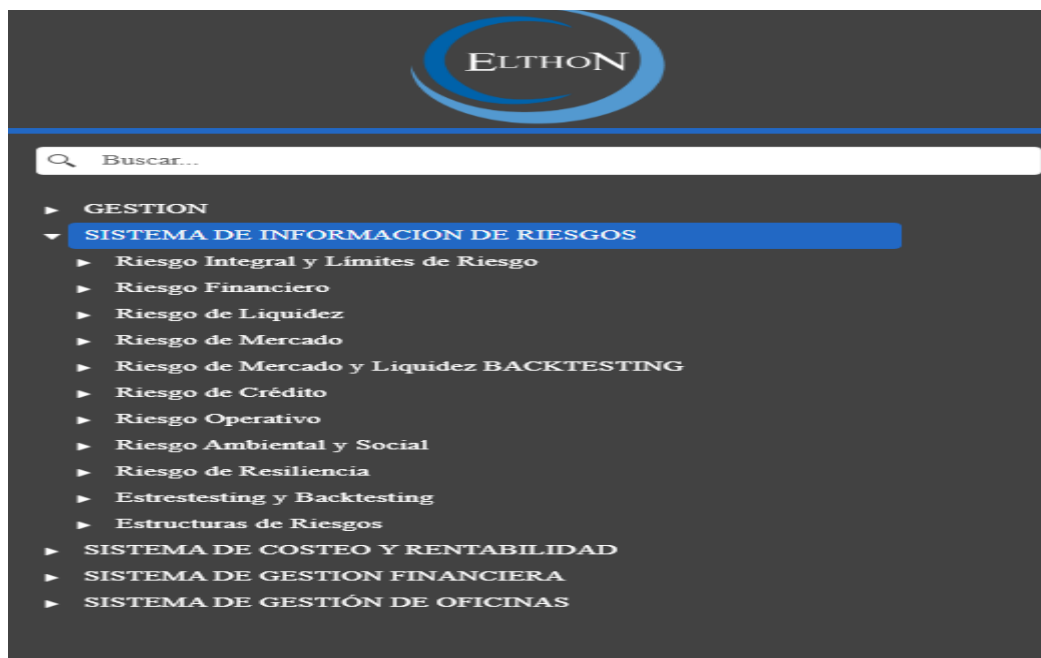 ELTHON
Buscar...
GESTION
SISTEMA DE INFORMACION DE RIESGOS
Riesgo Integral y Límites de Riesgo
Riesgo Financiero
Riesgo de Liquidez
Riesgo de Mercado
Riesgo de Mercado y Liquidez BACKTESTING
Riesgo de Crédito
Riesgo Operativo
Riesgo Ambiental y Social
Riesgo de Resiliencia
Estrestesting y Backtesting
Estructuras de Riesgos
SISTEMA DE COSTEO Y RENTABILIDAD
SISTEMA DE GESTION FINANCIERA
SISTEMA DE GESTIÓN DE OFICINAS